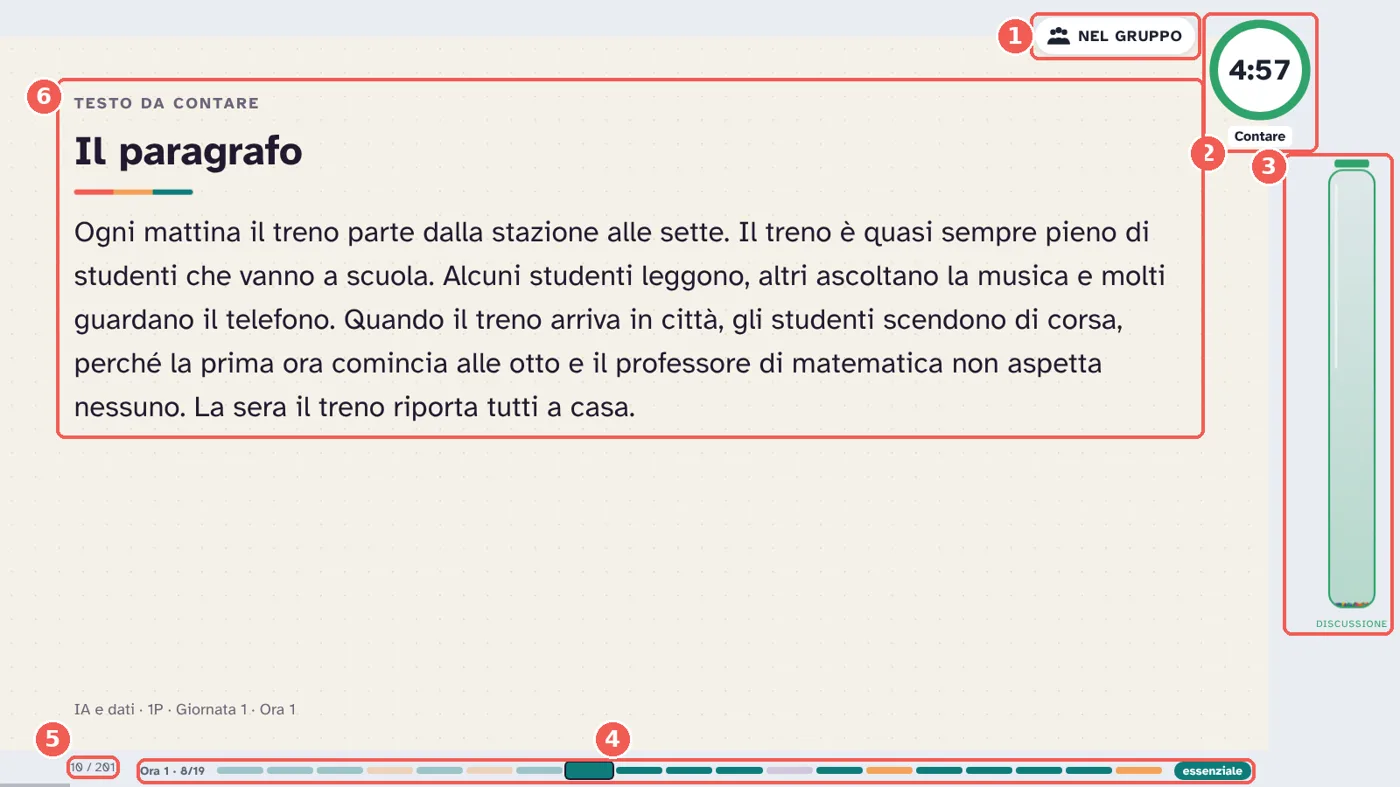 1
NEL GRUPPO
4:57
Contare
2
3
6
TESTO DA CONTARE
Il paragrafo
Ogni mattina il treno parte dalla stazione alle sette. Il treno è quasi sempre pieno di
studenti che vanno a scuola. Alcuni studenti leggono, altri ascoltano la musica e molti
guardano il telefono. Quando il treno arriva in città, gli studenti scendono di corsa,
perché la prima ora comincia alle otto e il professore di matematica non aspetta
nessuno. La sera il treno riporta tutti a casa.
DISCUSSIONE
IA e dati · 1P · Giornata 1 · Ora 1
5
4
10 / 201
Ora 1 · 8/19
essenziale